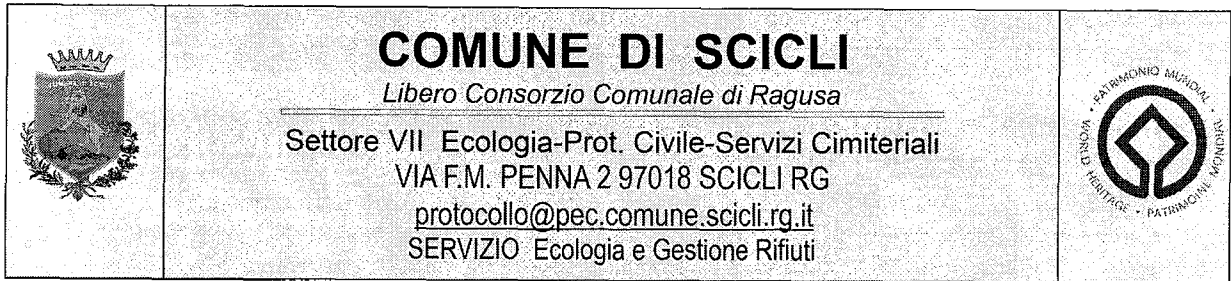 COMUNE DI SCICLI
Libero Consorzio Comunale di Ragusa
Settore VII Ecologia-Prot. Civile-Servizi Cimiteriali
VIA F.M. PENNA 2 97018 SCICLI RG
protocollo@pec.comune.scicli.rg.it
SERVIZIO Ecologia e Gestione Rifiuti
• PATRIMONIO MUNDIAL •
WORLD HERITAGE • PATRIMOINE MONDIAL